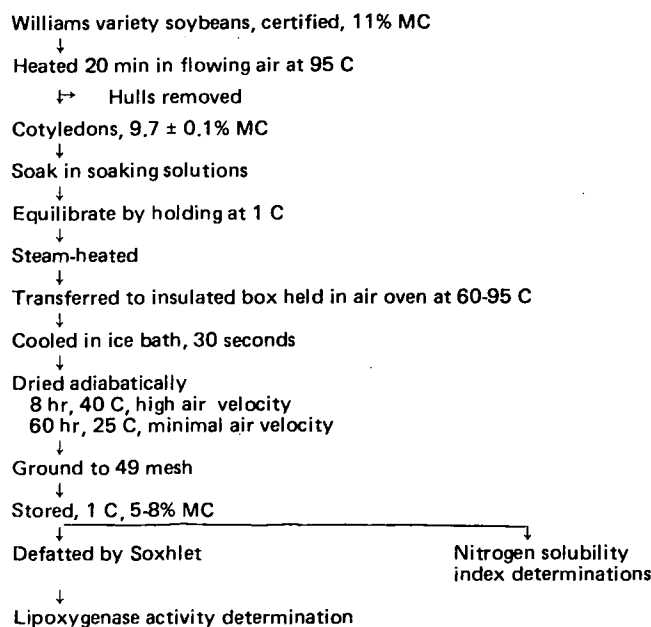 Williams variety soybeans, certified, 11% MC
↓
Heated 20 min in flowing air at 95 C
↓→ Hulls removed
Cotyledons, 9.7 ± 0.1% MC
↓
Soak in soaking solutions
↓
Equilibrate by holding at 1 C
↓
Steam-heated
↓
Transferred to insulated box held in air oven at 60-95 C
↓
Cooled in ice bath, 30 seconds
↓
Dried adiabatically
8 hr, 40 C, high air velocity
60 hr, 25 C, minimal air velocity
↓
Ground to 49 mesh
↓
Stored, 1 C, 5-8% MC
↓ ↓
Defatted by Soxhlet Nitrogen solubility
index determinations
↓
Lipoxygenase activity determination